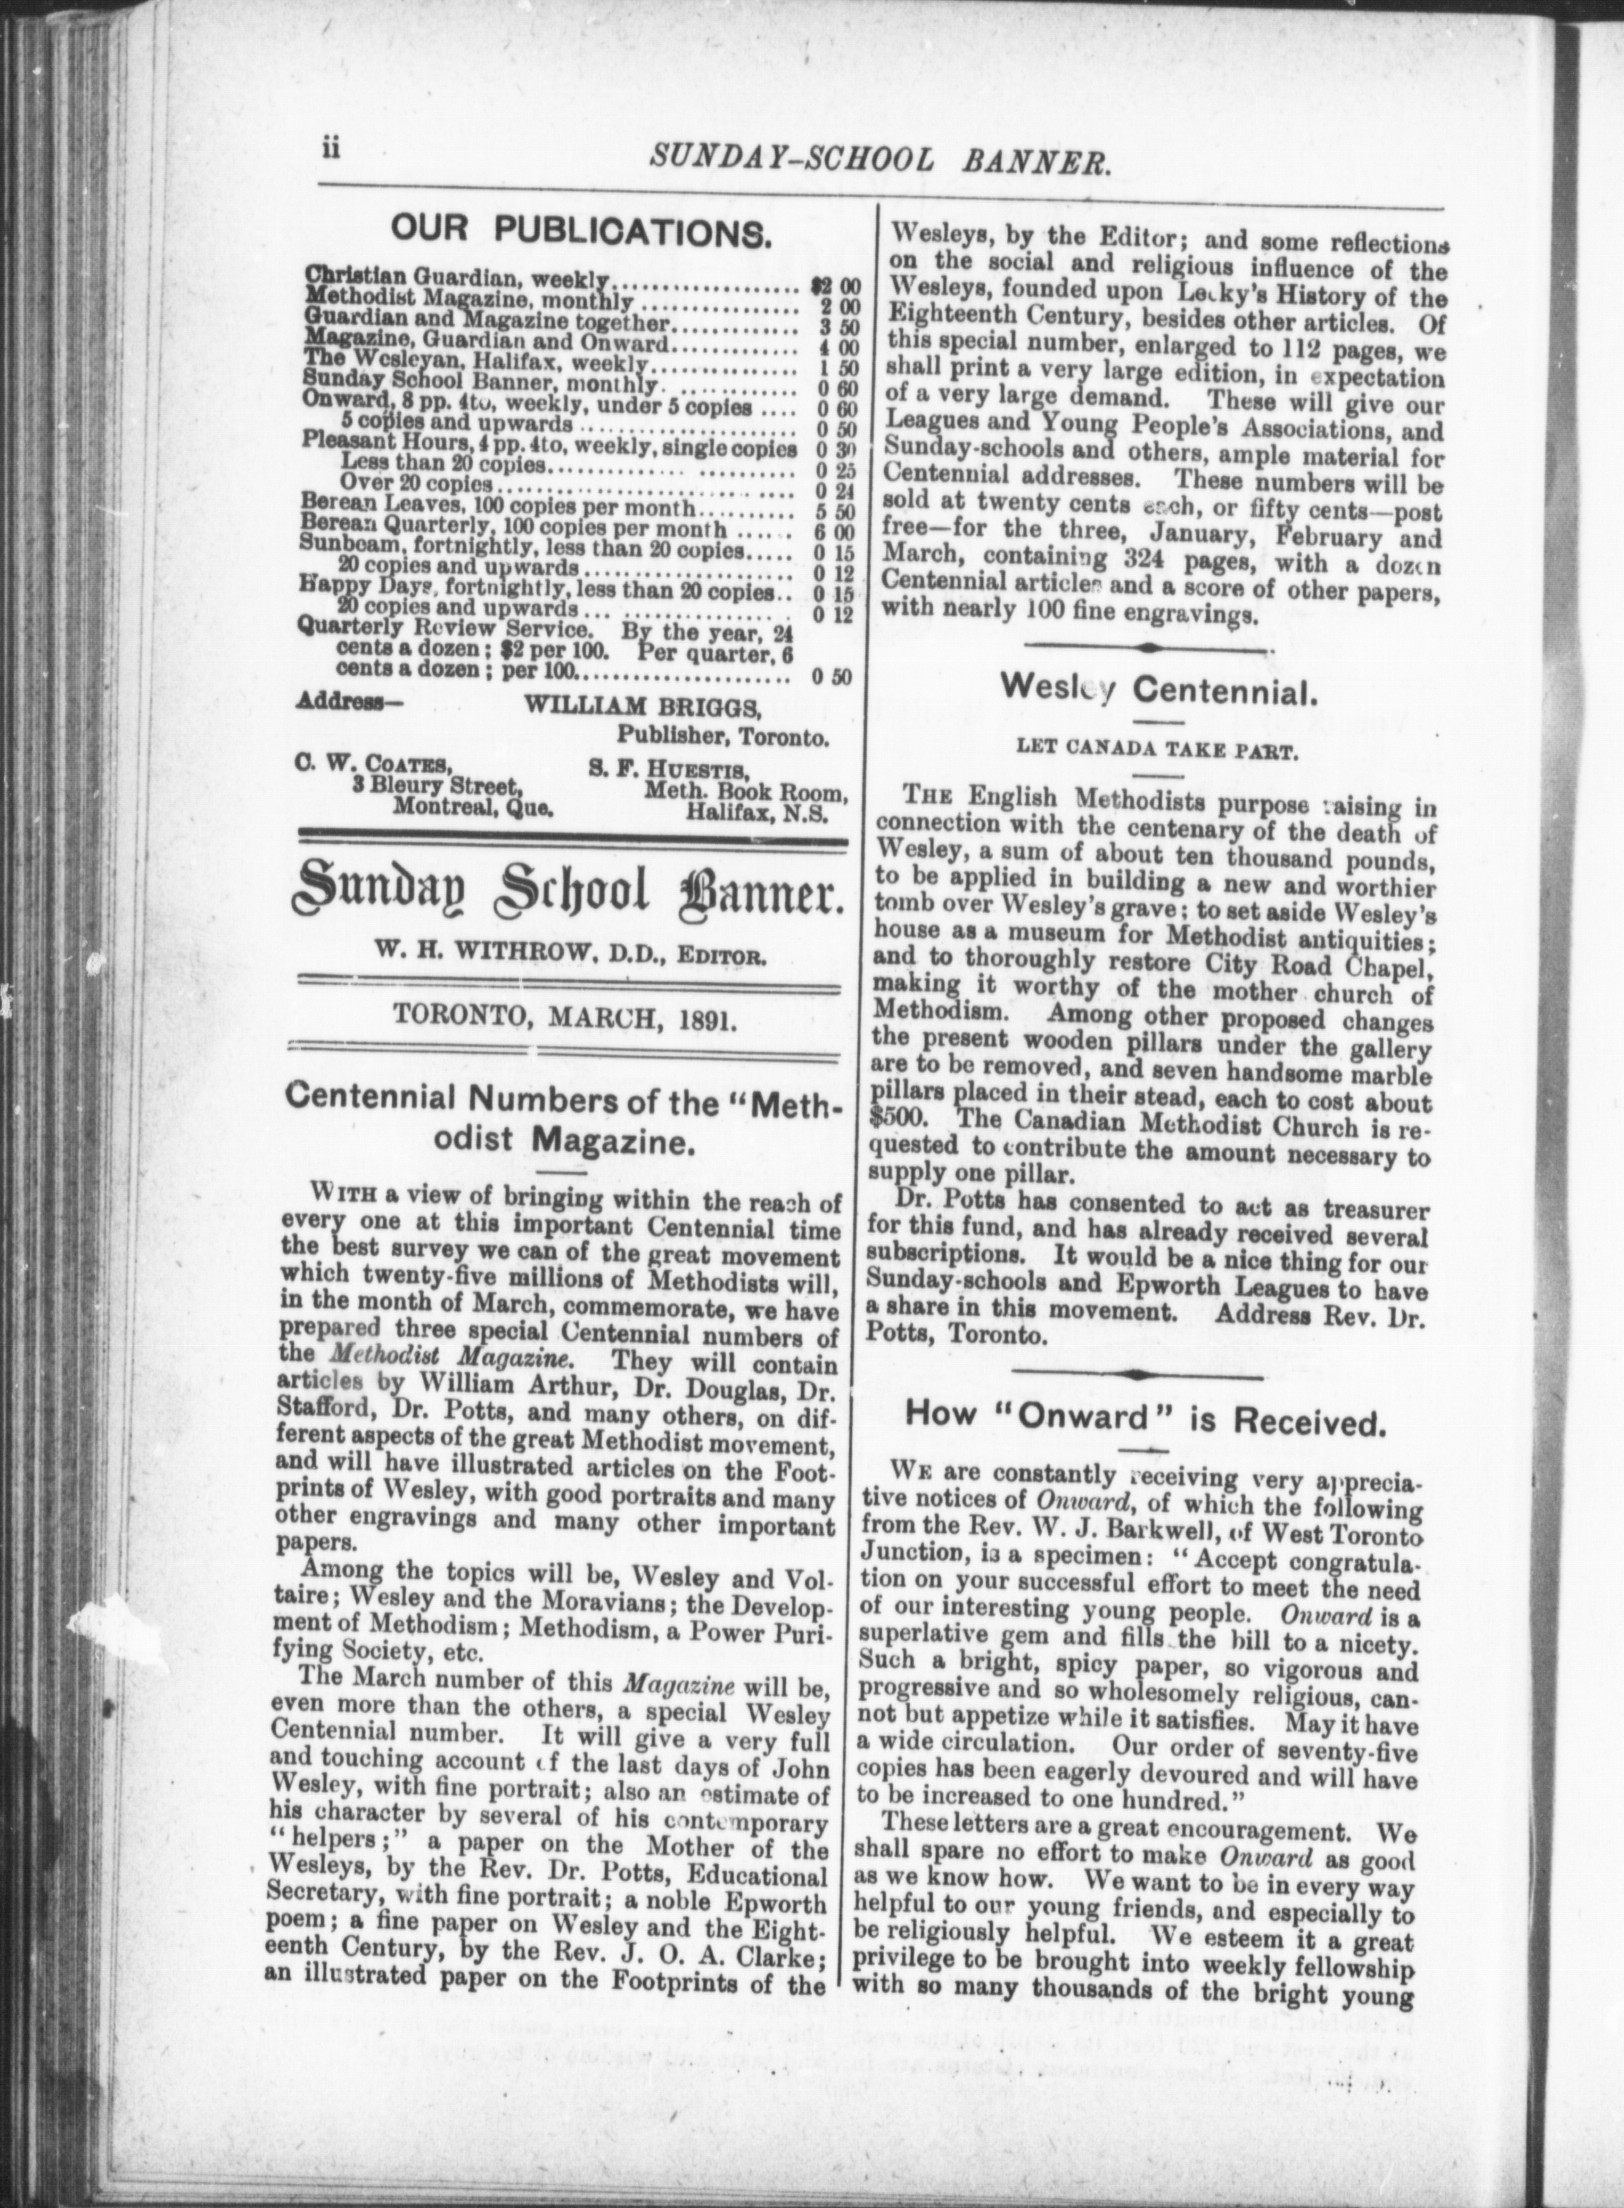 ii
SUNDAY-SCHOOL BANNER.
OUR PUBLICATIONS.
Christian Guardian, weekly.................... $2 00
Methodist Magazine, monthly ................. 2 00
Guardian and Magazine together............. 3 50
Magazine, Guardian and Onward............. 4 00
The Wesleyan, Halifax, weekly............... 1 50
Sunday School Banner, monthly. ............ 0 60
Onward, 8 pp. 4to, weekly, under 5 copies .... 0 60
5 copies and upwards ...................... 0 50
Pleasant Hours, 4 pp. 4to, weekly, single copies 0 30
Less than 20 copies............. .......... 0 25
Over 20 copies............................. 0 24
Berean Leaves, 100 copies per month.......... 5 50
Berean Quarterly, 100 copies per month ...... 6 00
Sunbeam, fortnightly, less than 20 copies..... 0 15
20 copies and upwards..................... 0 12
Happy Days, fortnightly, less than 20 copies.. 0 15
20 copies and upwards... ................. 0 12
Quarterly Review Service. By the year, 24
cents a dozen; $2 per 100. Per quarter, 6
cents a dozen; per 100...................... 0 50
Address—
WILLIAM BRIGGS,
Publisher, Toronto.
C. W. COATES,
3 Bleury Street,
Montreal, Que.
S. F. HUESTIS,
Meth. Book Room,
Halifax, N.S.
Sunday School Banner.
W. H. WITHROW, D.D., EDITOR.
TORONTO, MARCH, 1891.
Centennial Numbers of the "Meth-
odist Magazine.
WITH a view of bringing within the reach of
every one at this important Centennial time
the best survey we can of the great movement
which twenty-five millions of Methodists will,
in the month of March, commemorate, we have
prepared three special Centennial numbers of
the Methodist Magazine. They will contain
articles by William Arthur, Dr. Douglas, Dr.
Stafford, Dr. Potts, and many others, on dif-
ferent aspects of the great Methodist movement,
and will have illustrated articles on the Foot-
prints of Wesley, with good portraits and many
other engravings and many other important
papers.
Among the topics will be, Wesley and Vol-
taire; Wesley and the Moravians; the Develop-
ment of Methodism; Methodism, a Power Puri-
fying Society, etc.
The March number of this Magazine will be,
even more than the others, a special Wesley
Centennial number. It will give a very full
and touching account of the last days of John
Wesley, with fine portrait; also an estimate of
his character by several of his contemporary
"helpers;" a paper on the Mother of the
Wesleys, by the Rev. Dr. Potts, Educational
Secretary, with fine portrait; a noble Epworth
poem; a fine paper on Wesley and the Eight-
eenth Century, by the Rev. J. O. A. Clarke;
an illustrated paper on the Footprints of the
Wesleys, by the Editor; and some reflections
on the social and religious influence of the
Wesleys, founded upon Lecky's History of the
Eighteenth Century, besides other articles. Of
this special number, enlarged to 112 pages, we
shall print a very large edition, in expectation
of a very large demand. These will give our
Leagues and Young People's Associations, and
Sunday-schools and others, ample material for
Centennial addresses. These numbers will be
sold at twenty cents each, or fifty cents—post
free—for the three, January, February and
March, containing 324 pages, with a dozen
Centennial articles and a score of other papers,
with nearly 100 fine engravings.
Wesley Centennial.
LET CANADA TAKE PART.
THE English Methodists purpose raising in
connection with the centenary of the death of
Wesley, a sum of about ten thousand pounds,
to be applied in building a new and worthier
tomb over Wesley's grave; to set aside Wesley's
house as a museum for Methodist antiquities;
and to thoroughly restore City Road Chapel,
making it worthy of the mother church of
Methodism. Among other proposed changes
the present wooden pillars under the gallery
are to be removed, and seven handsome marble
pillars placed in their stead, each to cost about
$500. The Canadian Methodist Church is re-
quested to contribute the amount necessary to
supply one pillar.
Dr. Potts has consented to act as treasurer
for this fund, and has already received several
subscriptions. It would be a nice thing for our
Sunday-schools and Epworth Leagues to have
a share in this movement. Address Rev. Dr.
Potts, Toronto.
How "Onward" is Received.
WE are constantly receiving very apprecia-
tive notices of Onward, of which the following
from the Rev. W. J. Barkwell, of West Toronto
Junction, is a specimen: "Accept congratula-
tion on your successful effort to meet the need
of our interesting young people. Onward is a
superlative gem and fills the bill to a nicety.
Such a bright, spicy paper, so vigorous and
progressive and so wholesomely religious, can-
not but appetize while it satisfies. May it have
a wide circulation. Our order of seventy-five
copies has been eagerly devoured and will have
to be increased to one hundred."
These letters are a great encouragement. We
shall spare no effort to make Onward as good
as we know how. We want to be in every way
helpful to our young friends, and especially to
be religiously helpful. We esteem it a great
privilege to be brought into weekly fellowship
with so many thousands of the bright young